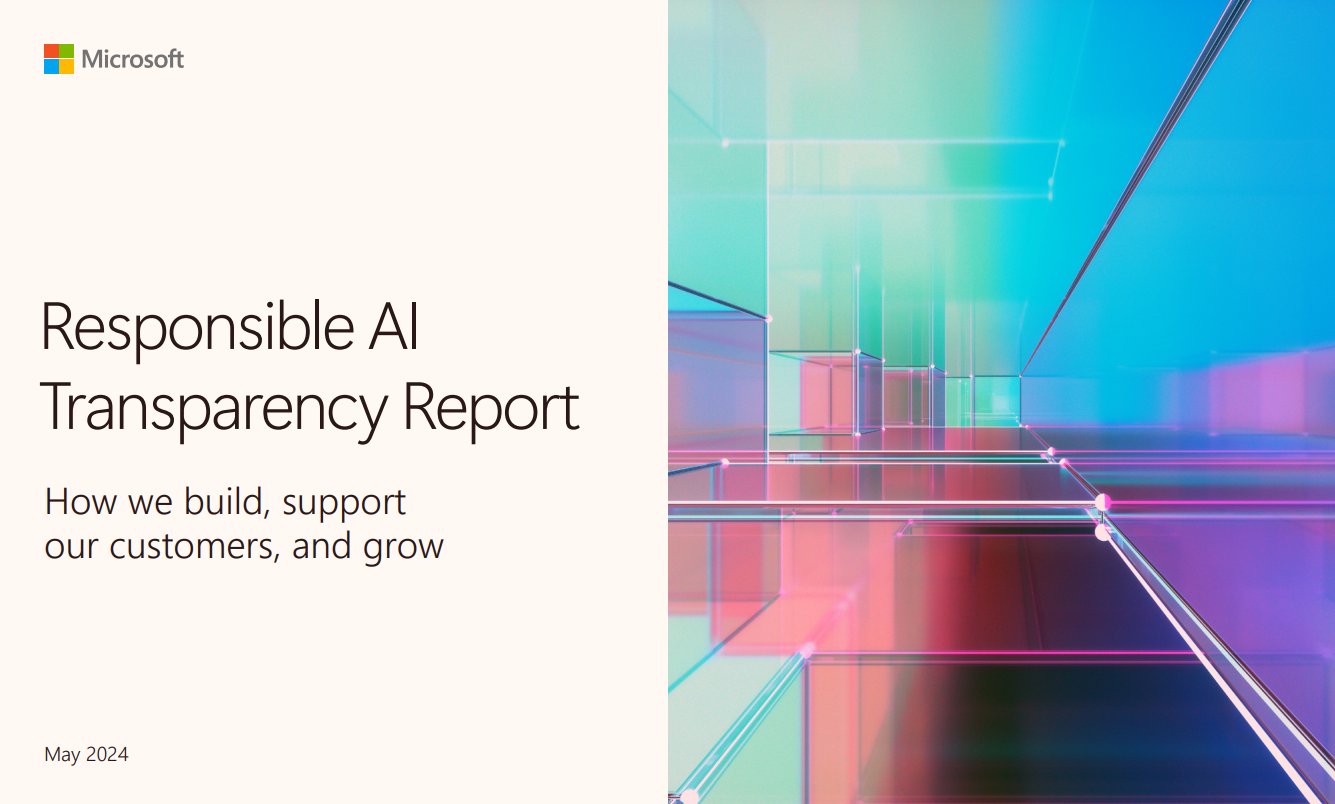 Microsoft
Responsible AI
Transparency Report
How we build, support
our customers, and grow
May 2024